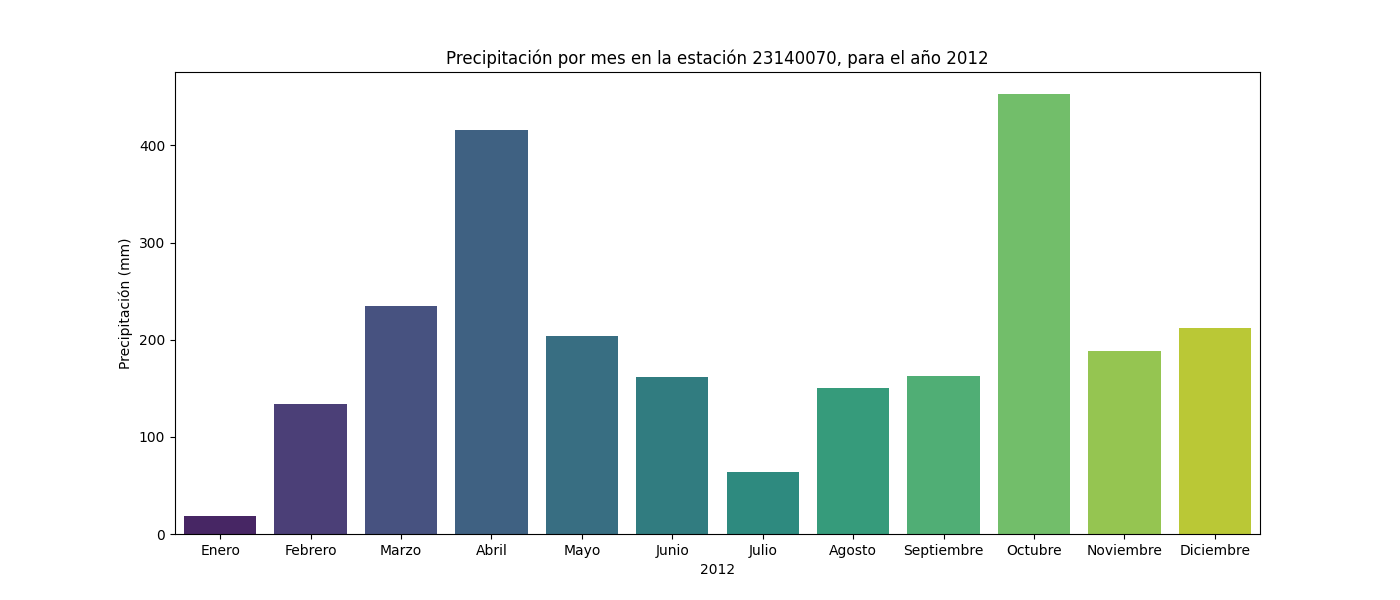 Precipitación por mes en la estación 23140070, para el año 2012
Precipitación (mm)
400
300
200
100
0
Enero Febrero Marzo Abril Mayo Junio Julio Agosto Septiembre Octubre Noviembre Diciembre
2012